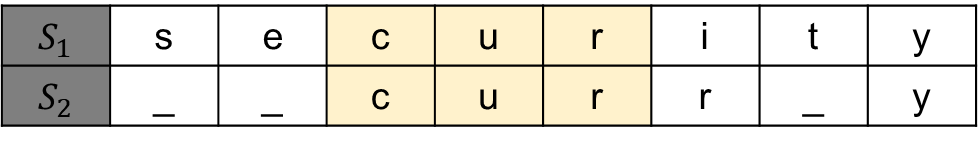 S₁ s e c u r i t y
S₂ _ _ c u r r _ y